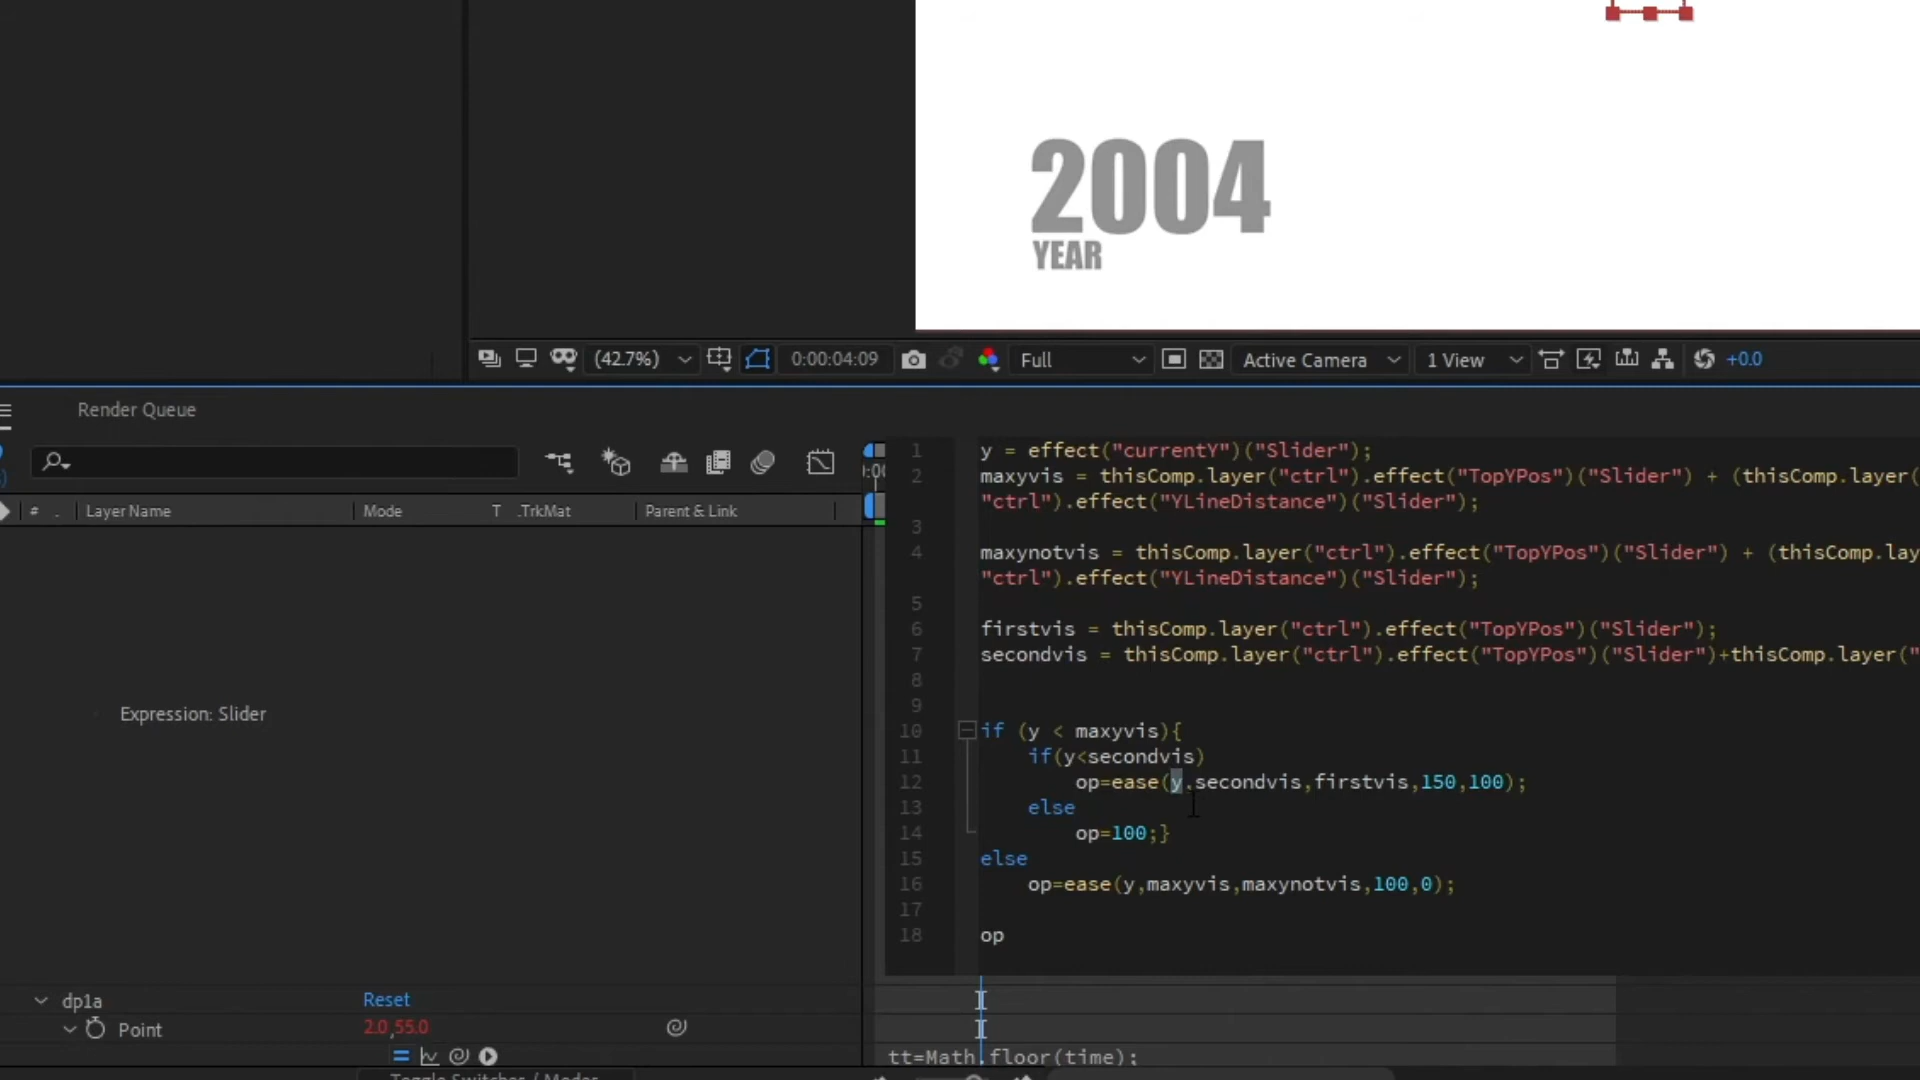 2004
YEAR
(42.7%)
0:00:04:09
Full
Active Camera
1 View
+0.0
Render Queue
# . Layer Name Mode T .TrkMat Parent & Link
1 y = effect("currentY")("Slider");
2 maxyvis = thisComp.layer("ctrl").effect("TopYPos")("Slider") + (thisComp.layer(
"ctrl").effect("YLineDistance")("Slider");
3
4 maxynotvis = thisComp.layer("ctrl").effect("TopYPos")("Slider") + (thisComp.lay
"ctrl").effect("YLineDistance")("Slider");
5
6 firstvis = thisComp.layer("ctrl").effect("TopYPos")("Slider");
7 secondvis = thisComp.layer("ctrl").effect("TopYPos")("Slider")+thisComp.layer("
8
9
10 if (y < maxyvis){
11 if(y<secondvis)
12 op=ease(y,secondvis,firstvis,150,100);
13 else
14 op=100;}
15 else
16 op=ease(y,maxyvis,maxynotvis,100,0);
17
18 op
Expression: Slider
dp1a Reset
Point 2.0,55.0
tt=Math.floor(time);